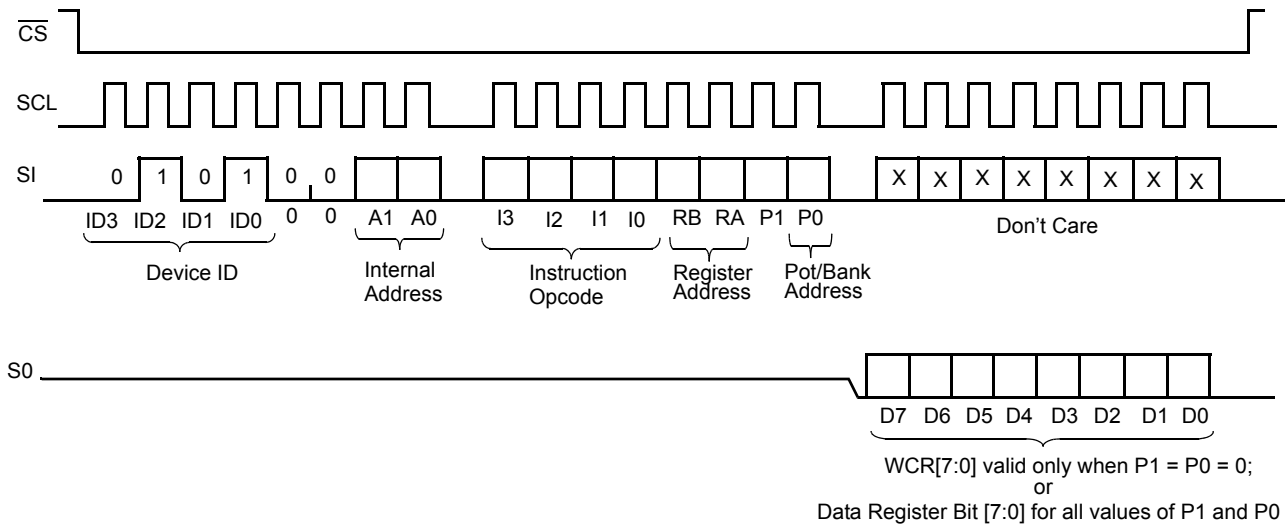 CS
SCL
SI
0 1 0 1 0 0
X X X X X X X X
ID3 ID2 ID1 ID0 0 0 A1 A0 I3 I2 I1 I0 RB RA P1 P0 Don't Care
Device ID
Internal
Address
Instruction
Opcode
Register
Address
Pot/Bank
Address
S0
D7 D6 D5 D4 D3 D2 D1 D0
WCR[7:0] valid only when P1 = P0 = 0;
or
Data Register Bit [7:0] for all values of P1 and P0